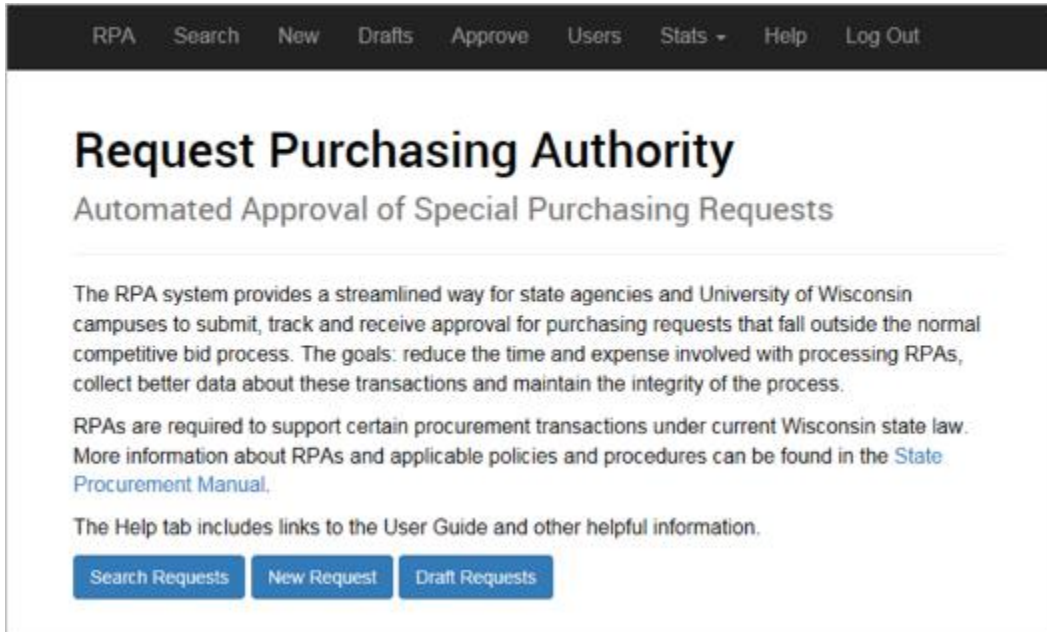 RPA Search New Drafts Approve Users Stats Help Log Out
Request Purchasing Authority
Automated Approval of Special Purchasing Requests
The RPA system provides a streamlined way for state agencies and University of Wisconsin
campuses to submit, track and receive approval for purchasing requests that fall outside the normal
competitive bid process. The goals: reduce the time and expense involved with processing RPAs,
collect better data about these transactions and maintain the integrity of the process.
RPAs are required to support certain procurement transactions under current Wisconsin state law.
More information about RPAs and applicable policies and procedures can be found in the State
Procurement Manual.
The Help tab includes links to the User Guide and other helpful information.
Search Requests New Request Draft Requests